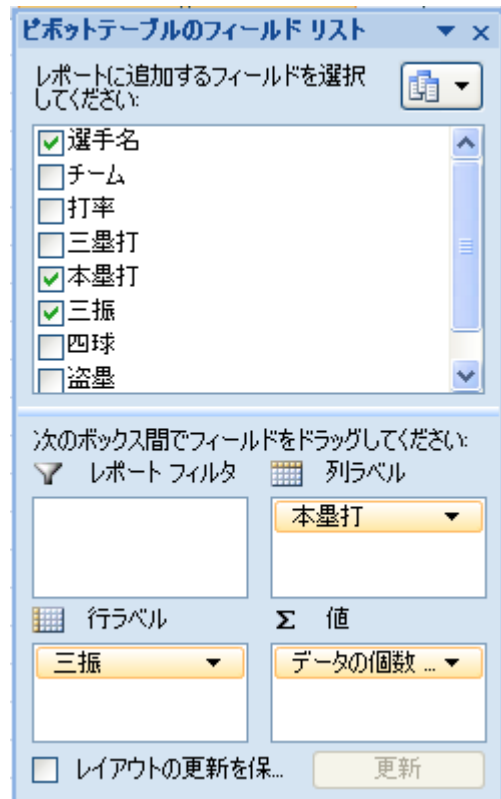 ピボットテーブルのフィールド リスト
レポートに追加するフィールドを選択
してください:
選手名
チーム
打率
三塁打
本塁打
三振
四球
盗塁
次のボックス間でフィールドをドラッグしてください:
レポート フィルタ
列ラベル
本塁打
行ラベル
Σ 値
三振
データの個数 ...
レイアウトの更新を保...
更新